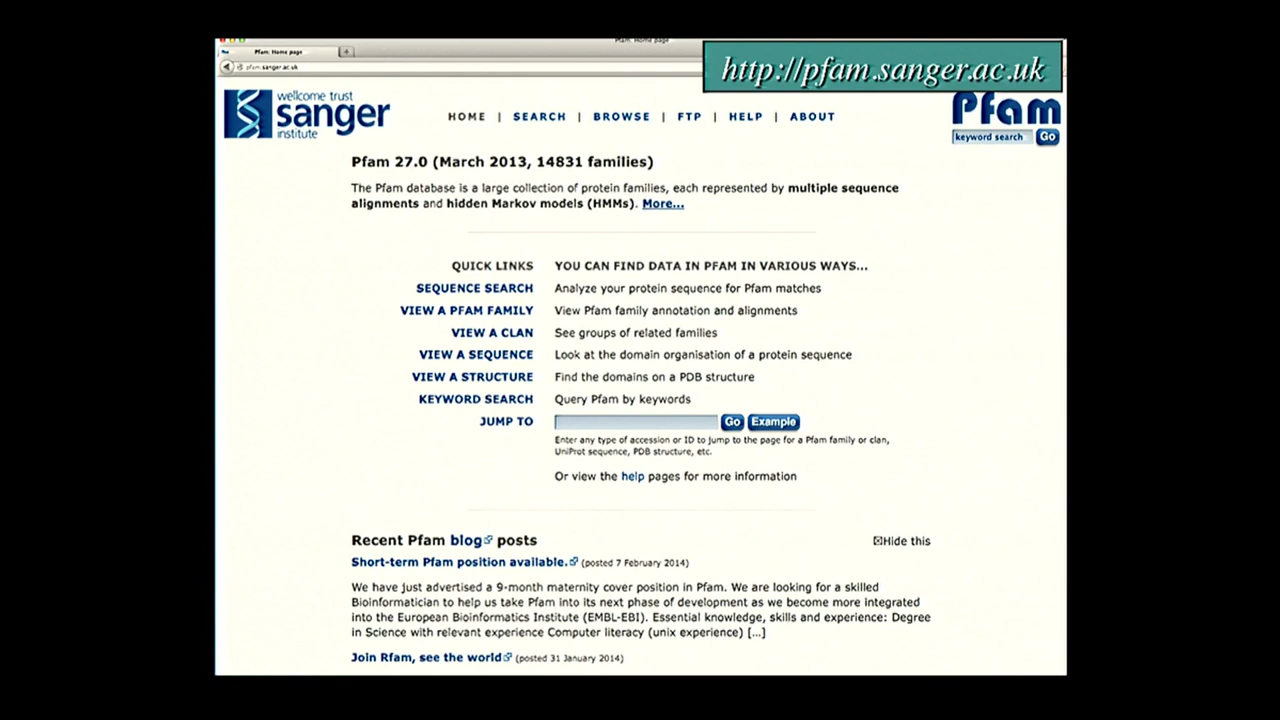 Pfam: Home page
Pfam: Home page
pfam.sanger.ac.uk
http://pfam.sanger.ac.uk
wellcome trust
sanger
institute
HOME | SEARCH | BROWSE | FTP | HELP | ABOUT
Pfam
keyword search Go
Pfam 27.0 (March 2013, 14831 families)
The Pfam database is a large collection of protein families, each represented by multiple sequence
alignments and hidden Markov models (HMMs). More...
QUICK LINKS YOU CAN FIND DATA IN PFAM IN VARIOUS WAYS...
SEQUENCE SEARCH Analyze your protein sequence for Pfam matches
VIEW A PFAM FAMILY View Pfam family annotation and alignments
VIEW A CLAN See groups of related families
VIEW A SEQUENCE Look at the domain organisation of a protein sequence
VIEW A STRUCTURE Find the domains on a PDB structure
KEYWORD SEARCH Query Pfam by keywords
JUMP TO Go Example
Enter any type of accession or ID to jump to the page for a Pfam family or clan,
UniProt sequence, PDB structure, etc.
Or view the help pages for more information
Recent Pfam blog posts Hide this
Short-term Pfam position available. (posted 7 February 2014)
We have just advertised a 9-month maternity cover position in Pfam. We are looking for a skilled
Bioinformatician to help us take Pfam into its next phase of development as we become more integrated
into the European Bioinformatics Institute (EMBL-EBI). Essential knowledge, skills and experience: Degree
in Science with relevant experience Computer literacy (unix experience) [...]
Join Rfam, see the world (posted 31 January 2014)